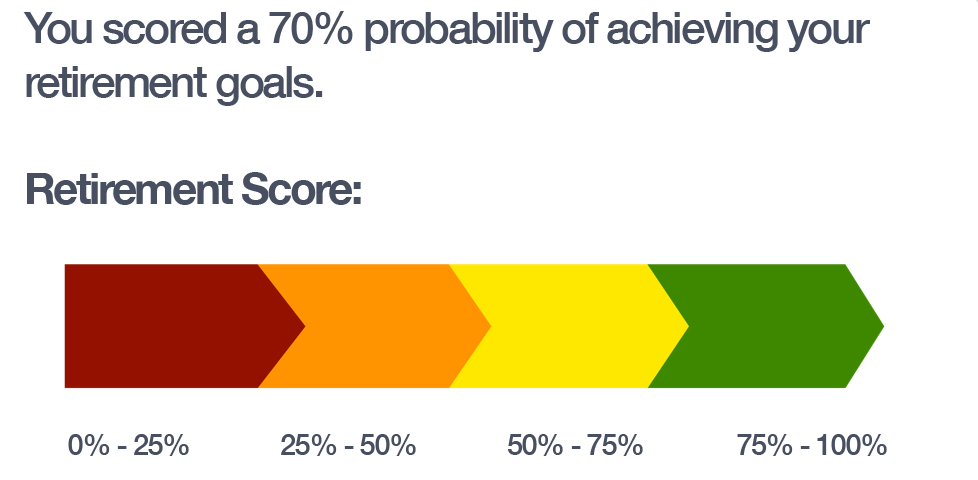 You scored a 70% probability of achieving your
retirement goals.
Retirement Score:
0% - 25%
25% - 50%
50% - 75%
75% - 100%